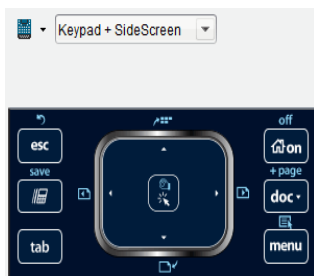 Keypad + SideScreen
off
esc
on
save
+ page
doc
tab
menu